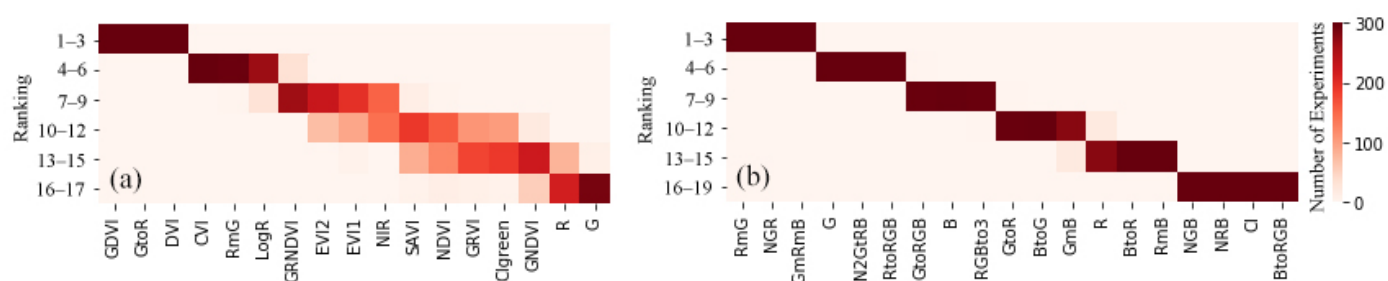 Ranking
1–3
4–6
7–9
10–12
13–15
16–17
(a)
GDVI
GtoR
DVI
CVI
RmG
LogR
GRNDVI
EVI2
EVI1
NIR
SAVI
NDVI
GRVI
CIgreen
GNDVI
R
G
Ranking
1–3
4–6
7–9
10–12
13–15
16–19
(b)
RmG
NGR
GmRmB
G
N2GtRB
RtoRGB
GtoRGB
B
RGBto3
GtoR
BtoG
GmB
R
BtoR
RmB
NGB
NRB
CI
BtoRGB
Number of Experiments
300
200
100
0